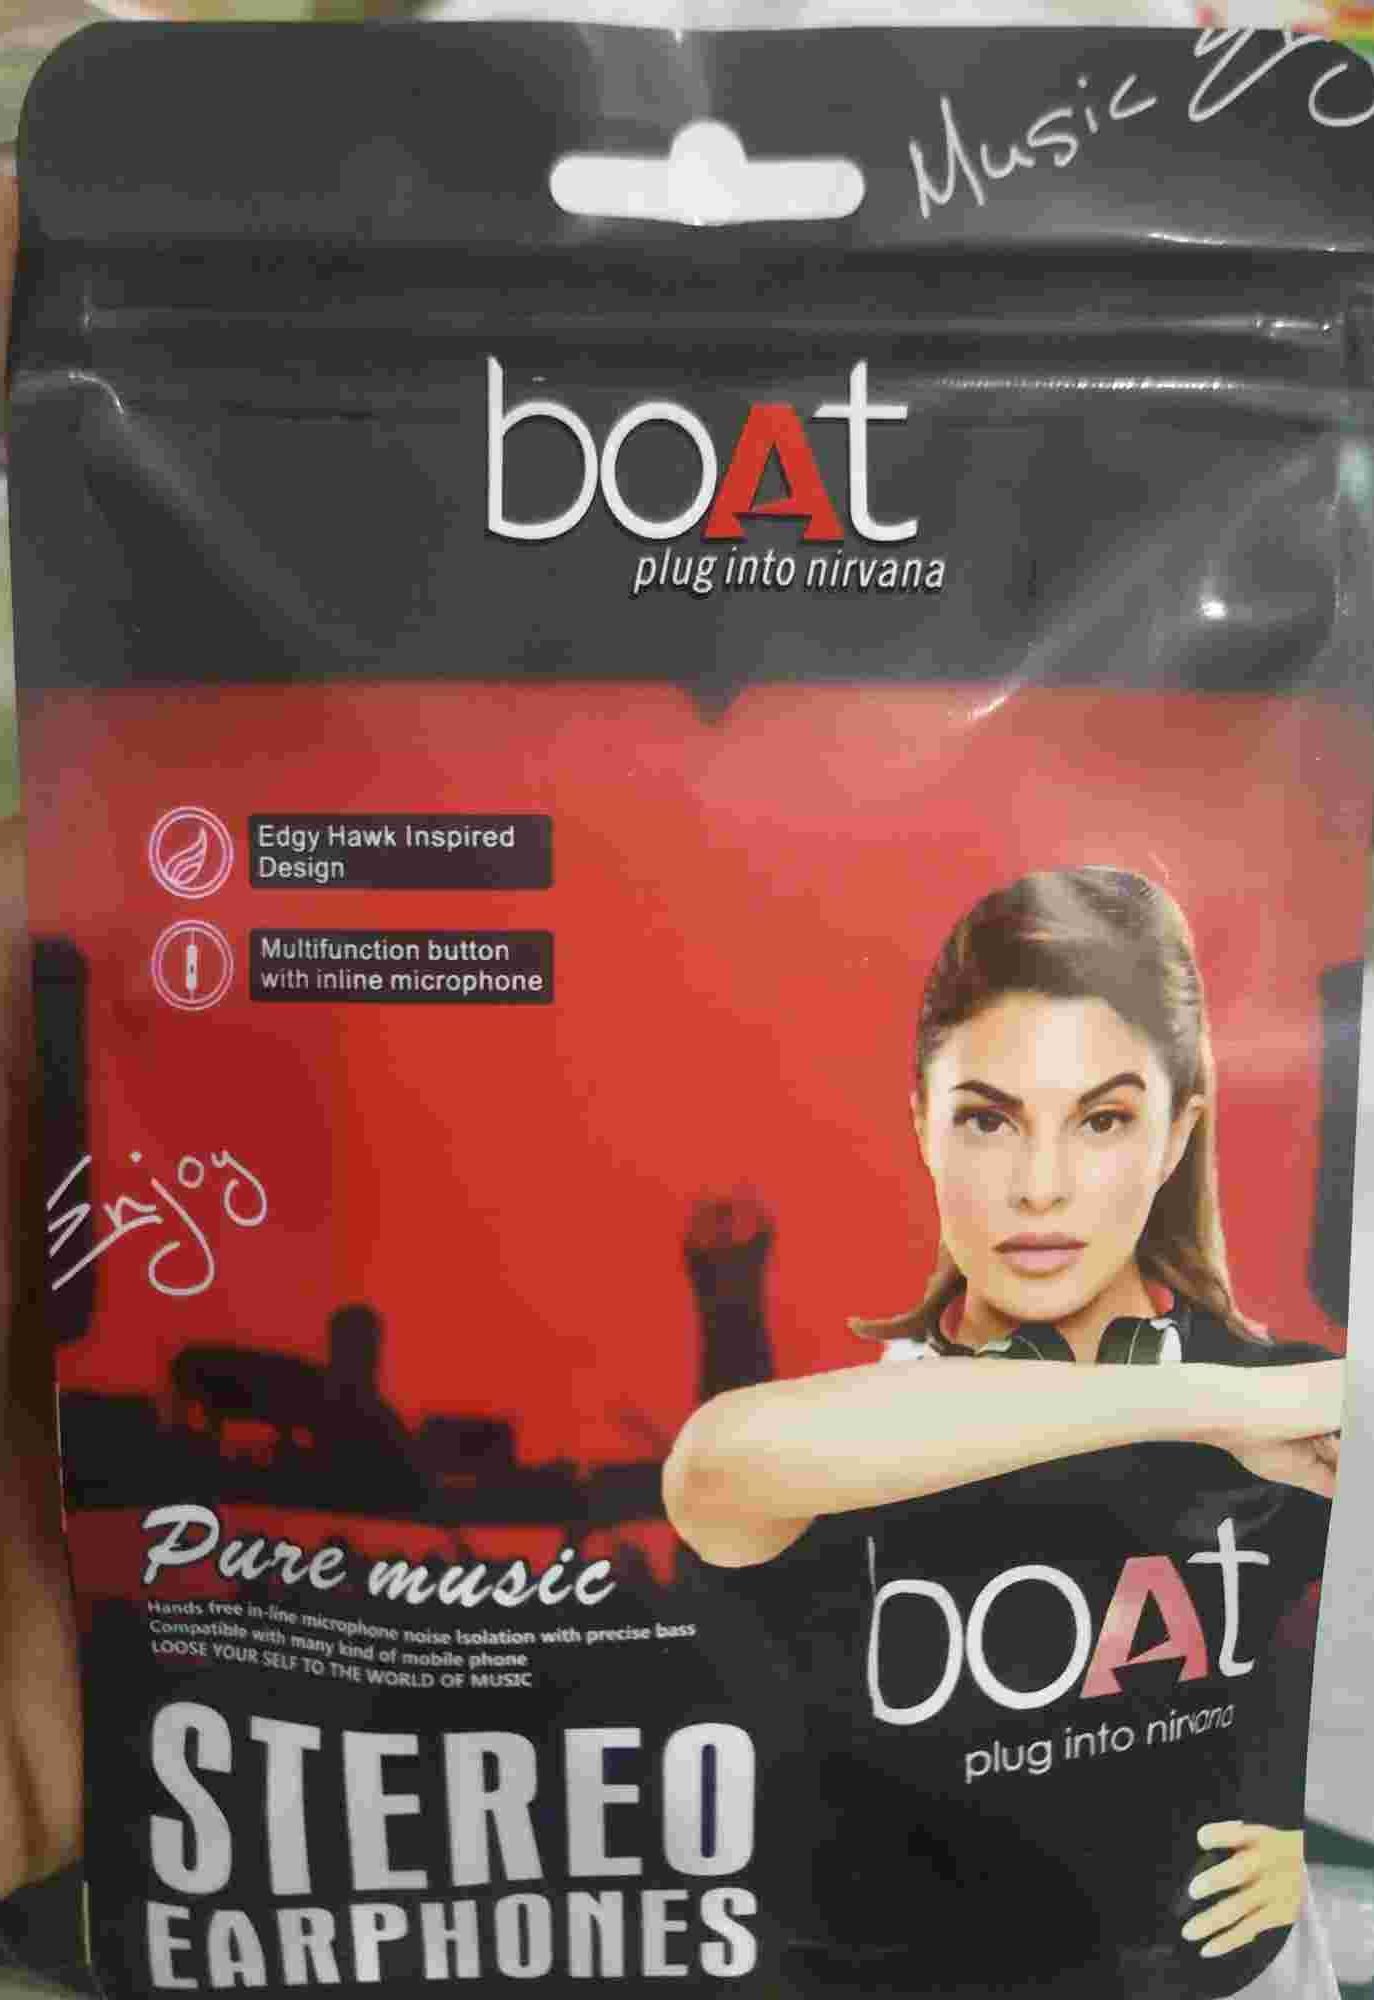 Music
boAt
plug into nirvana
Edgy Hawk Inspired
Design
Multifunction button
with inline microphone
Enjoy
Pure music
Hands free in-line microphone noise Isolation with precise bass
Compatible with many kind of mobile phone
LOOSE YOUR SELF TO THE WORLD OF MUSIC
boAt
plug into nirvana
STEREO
EARPHONES